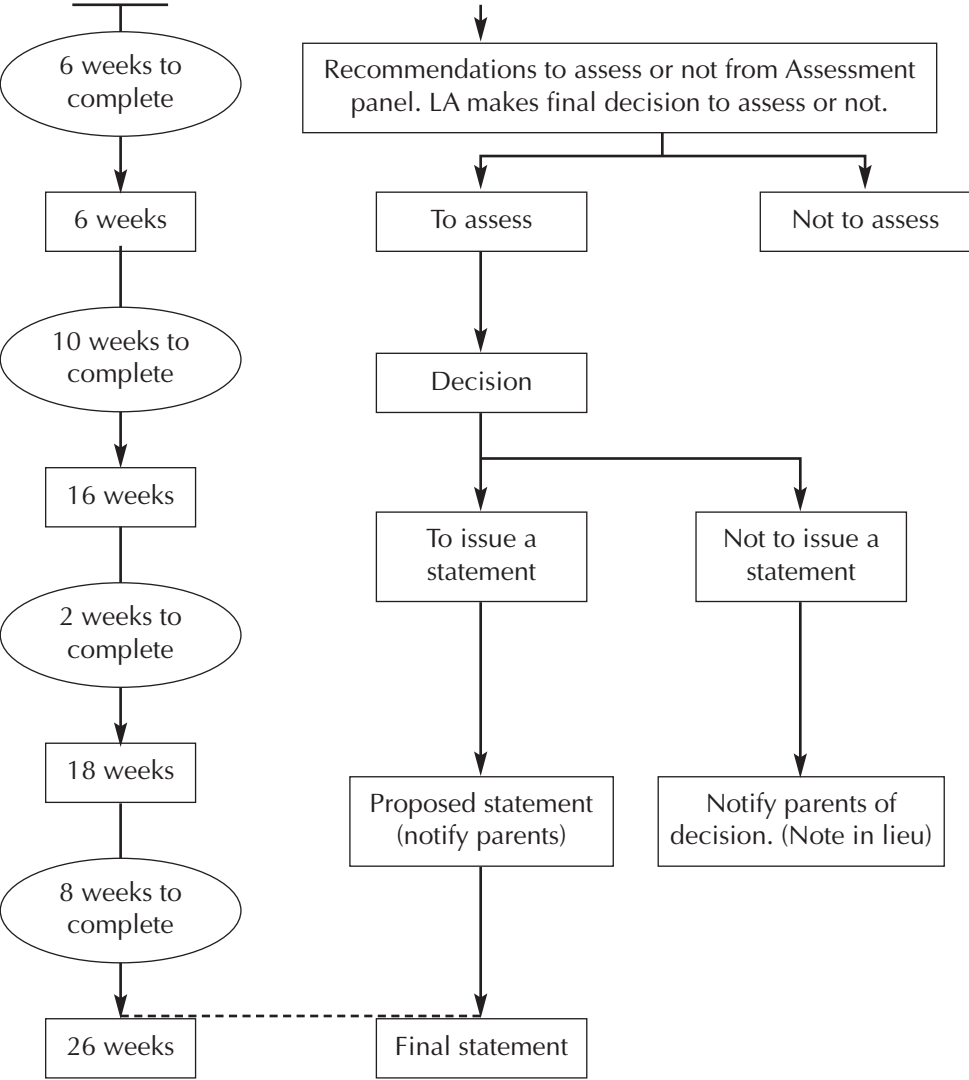 6 weeks to
complete
Recommendations to assess or not from Assessment
panel. LA makes final decision to assess or not.
6 weeks
To assess
Not to assess
10 weeks to
complete
Decision
16 weeks
To issue a
statement
Not to issue a
statement
2 weeks to
complete
18 weeks
Proposed statement
(notify parents)
Notify parents of
decision. (Note in lieu)
8 weeks to
complete
26 weeks
Final statement